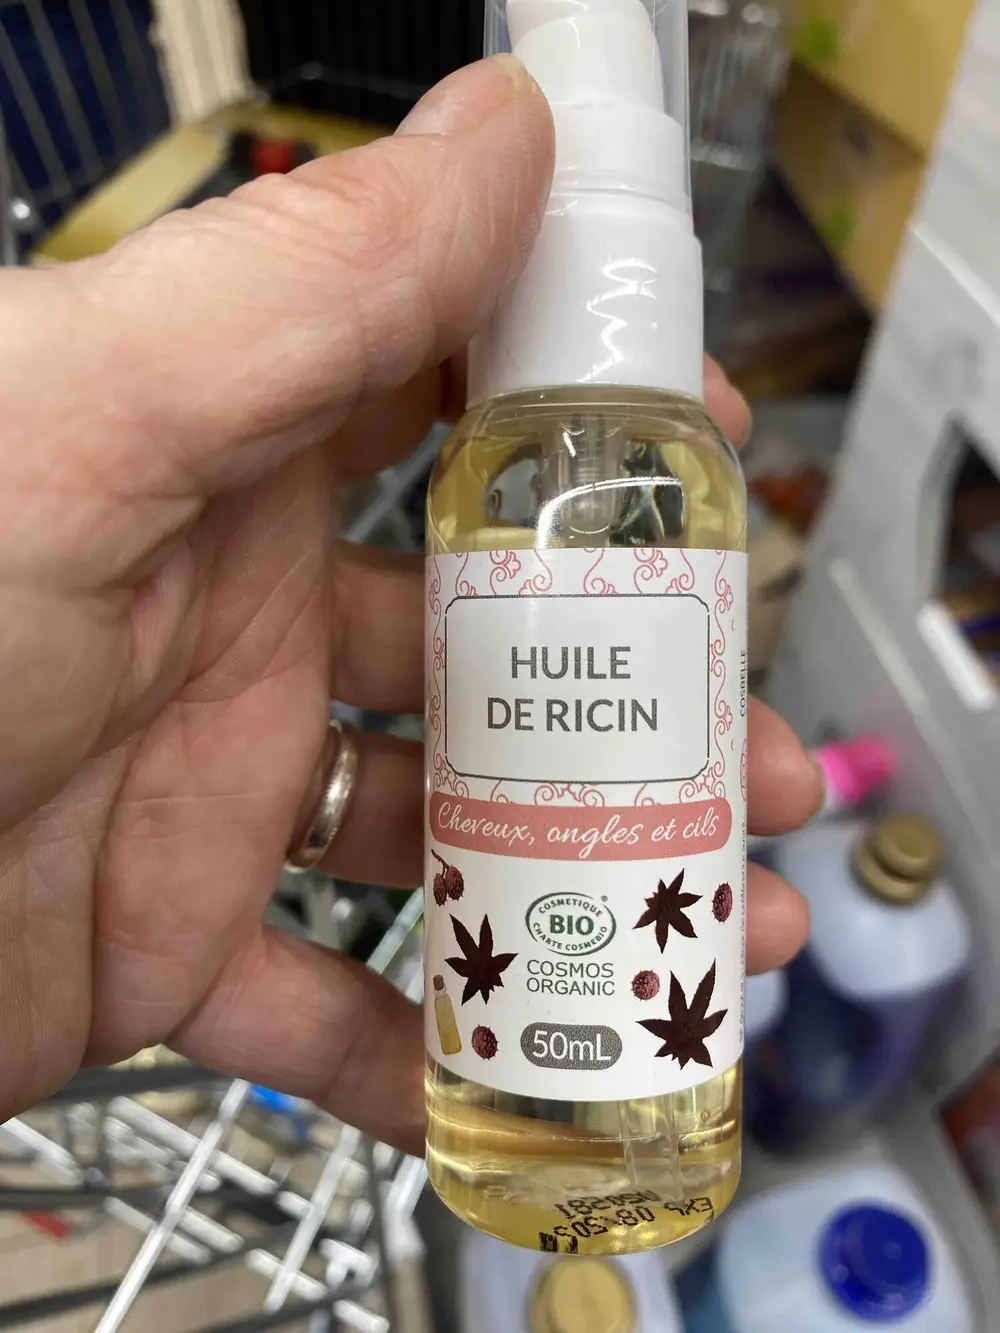 HUILE
DE RICIN
Cheveux, ongles et cils
COSMETIQUE
BIO
CHARTE COSMEBIO
COSMOS
ORGANIC
50mL
COSBELLE